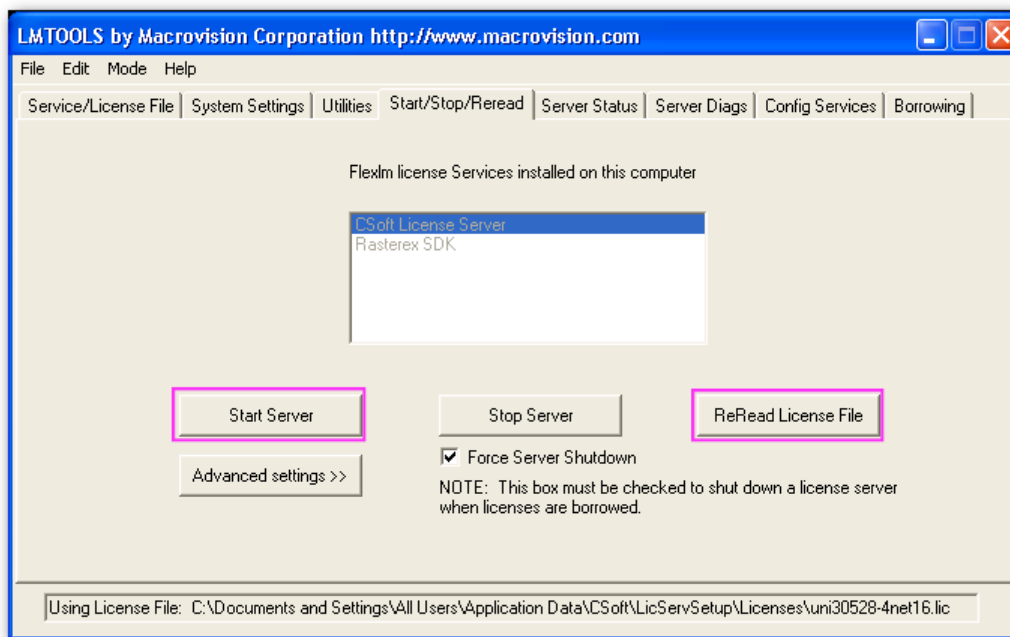 LMTOOLS by Macrovision Corporation http://www.macrovision.com
File Edit Mode Help
Service/License File System Settings Utilities Start/Stop/Reread Server Status Server Diags Config Services Borrowing
Flexlm license Services installed on this computer
CSoft License Server
Rasterex SDK
Start Server Stop Server ReRead License File
Force Server Shutdown
Advanced settings >>
NOTE: This box must be checked to shut down a license server
when licenses are borrowed.
Using License File: C:\Documents and Settings\All Users\Application Data\CSoft\LicServSetup\Licenses\uni30528-4net16.lic